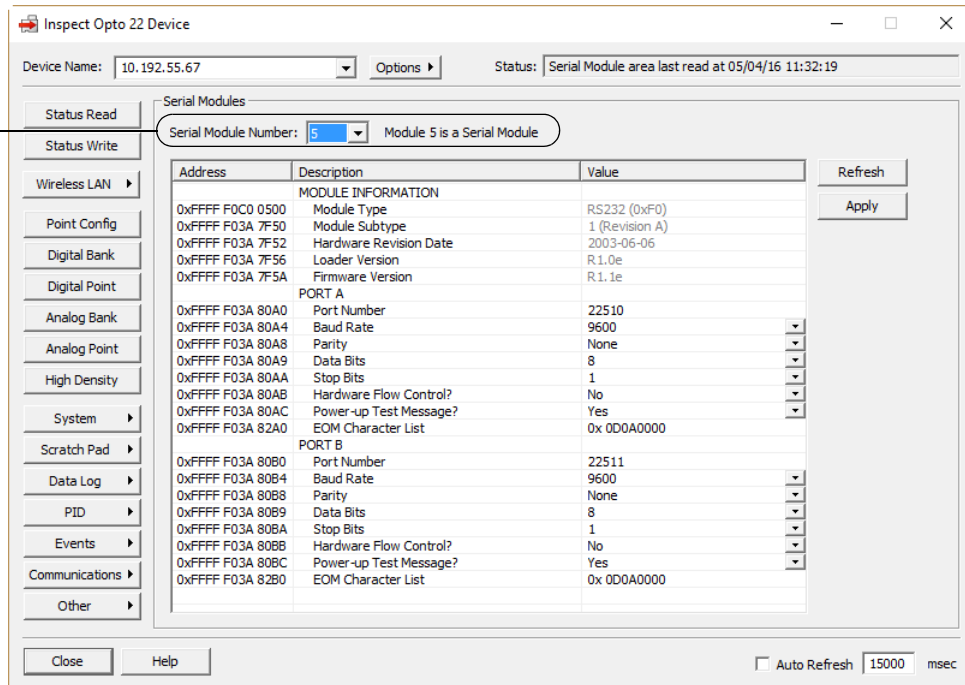 Inspect Opto 22 Device
Device Name: 10.192.55.67 Options Status: Serial Module area last read at 05/04/16 11:32:19
Status Read
Status Write
Wireless LAN
Point Config
Digital Bank
Digital Point
Analog Bank
Analog Point
High Density
System
Scratch Pad
Data Log
PID
Events
Communications
Other
Serial Modules
Serial Module Number: 5 Module 5 is a Serial Module
Address Description Value
MODULE INFORMATION
0xFFFF F0C0 0500 Module Type RS232 (0xF0)
0xFFFF F03A 7F50 Module Subtype 1 (Revision A)
0xFFFF F03A 7F52 Hardware Revision Date 2003-06-06
0xFFFF F03A 7F56 Loader Version R1.0e
0xFFFF F03A 7F5A Firmware Version R1.1e
PORT A
0xFFFF F03A 80A0 Port Number 22510
0xFFFF F03A 80A4 Baud Rate 9600
0xFFFF F03A 80A8 Parity None
0xFFFF F03A 80A9 Data Bits 8
0xFFFF F03A 80AA Stop Bits 1
0xFFFF F03A 80AB Hardware Flow Control? No
0xFFFF F03A 80AC Power-up Test Message? Yes
0xFFFF F03A 82A0 EOM Character List 0x 0D0A0000
PORT B
0xFFFF F03A 80B0 Port Number 22511
0xFFFF F03A 80B4 Baud Rate 9600
0xFFFF F03A 80B8 Parity None
0xFFFF F03A 80B9 Data Bits 8
0xFFFF F03A 80BA Stop Bits 1
0xFFFF F03A 80BB Hardware Flow Control? No
0xFFFF F03A 80BC Power-up Test Message? Yes
0xFFFF F03A 82B0 EOM Character List 0x 0D0A0000
Refresh
Apply
Close Help Auto Refresh 15000 msec